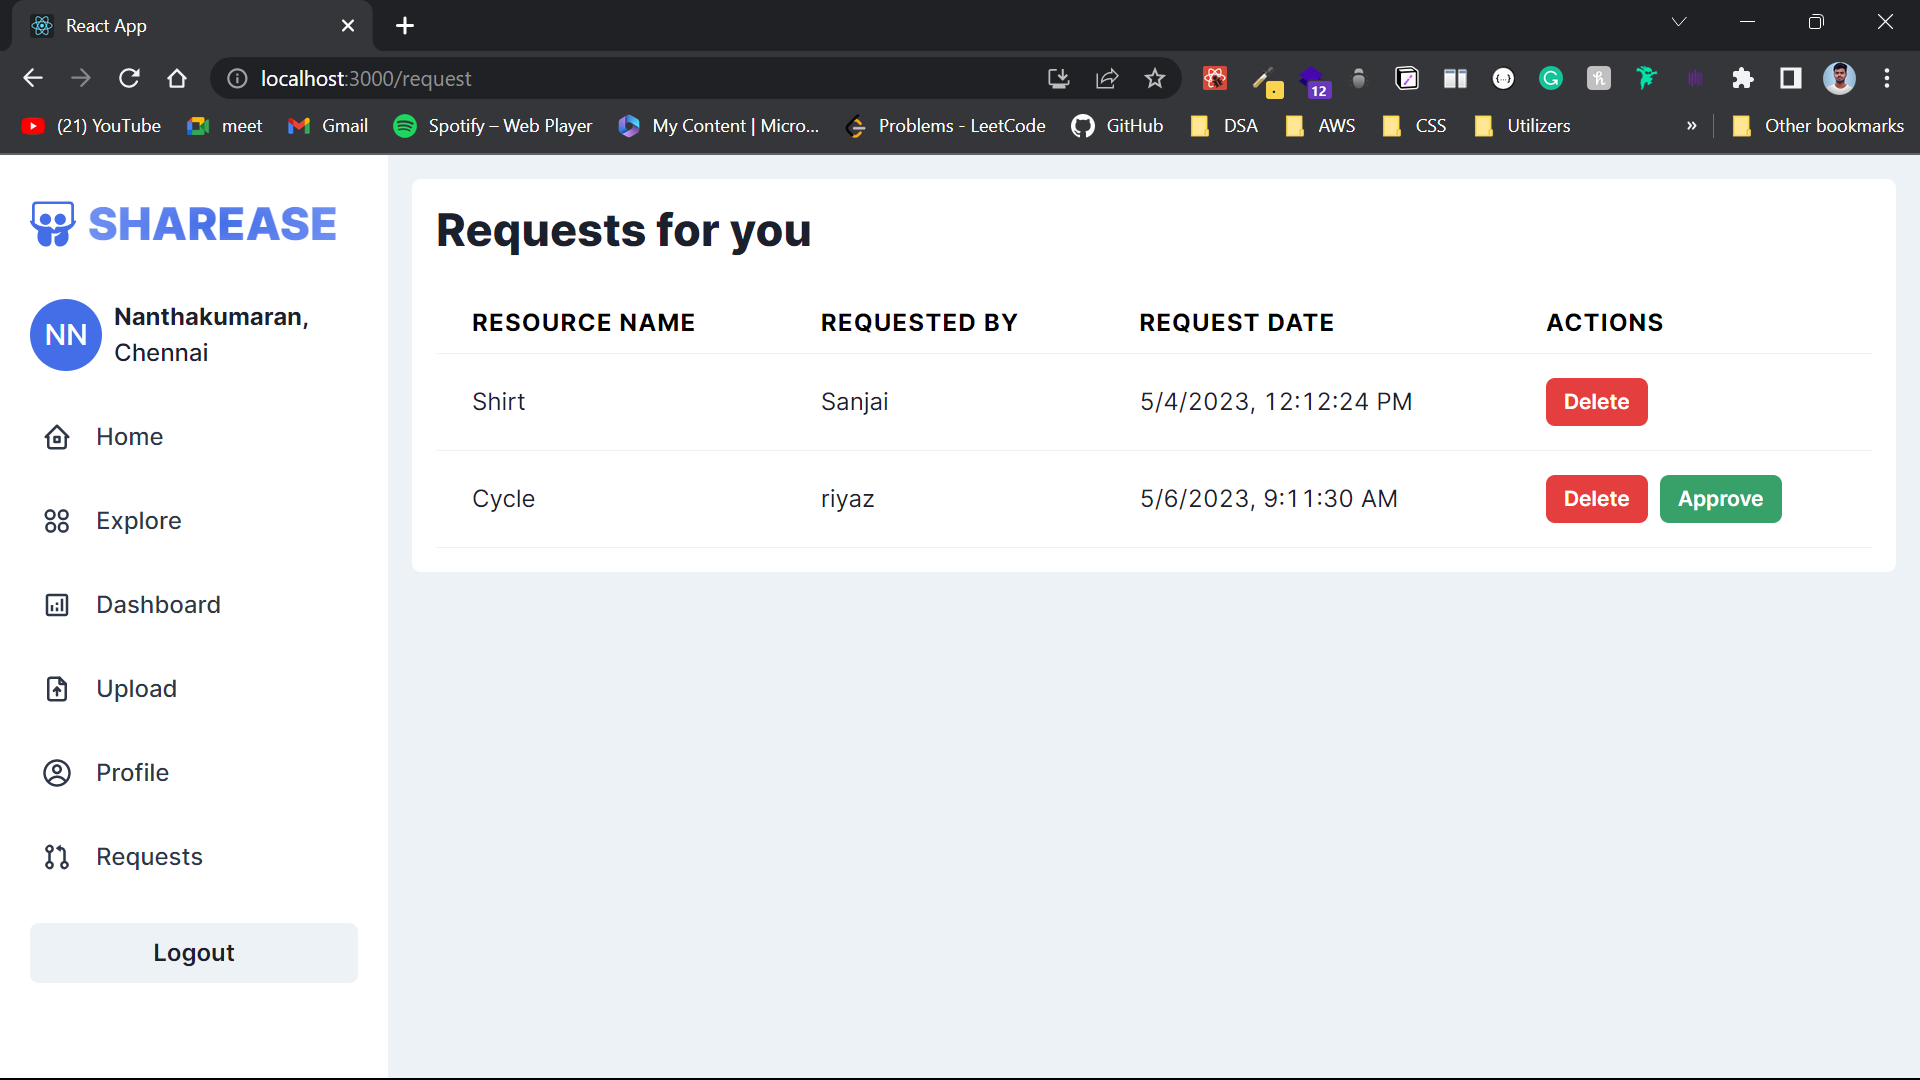 React App
localhost:3000/request
12
(21) YouTube meet Gmail Spotify – Web Player My Content | Micro... Problems - LeetCode GitHub DSA AWS CSS Utilizers » Other bookmarks
SHAREASE
NN
Nanthakumaran,
Chennai
Home
Explore
Dashboard
Upload
Profile
Requests
Logout
Requests for you
RESOURCE NAME REQUESTED BY REQUEST DATE ACTIONS
Shirt Sanjai 5/4/2023, 12:12:24 PM Delete
Cycle riyaz 5/6/2023, 9:11:30 AM Delete Approve